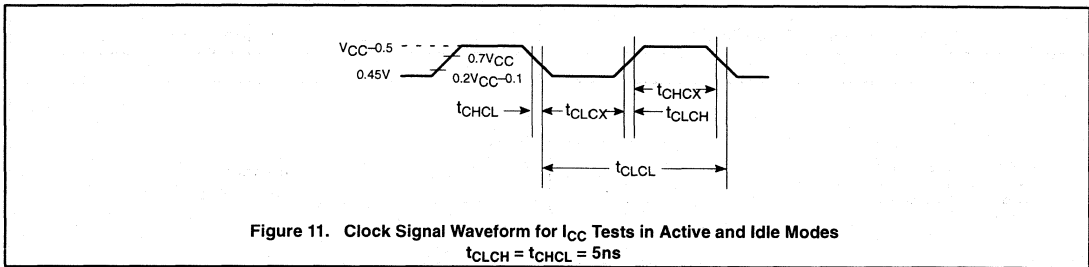 VCC–0.5
0.7VCC
0.45V
0.2VCC–0.1
tCHCX
tCHCL
tCLCX
tCLCH
tCLCL
Figure 11. Clock Signal Waveform for ICC Tests in Active and Idle Modes
tCLCH = tCHCL = 5ns